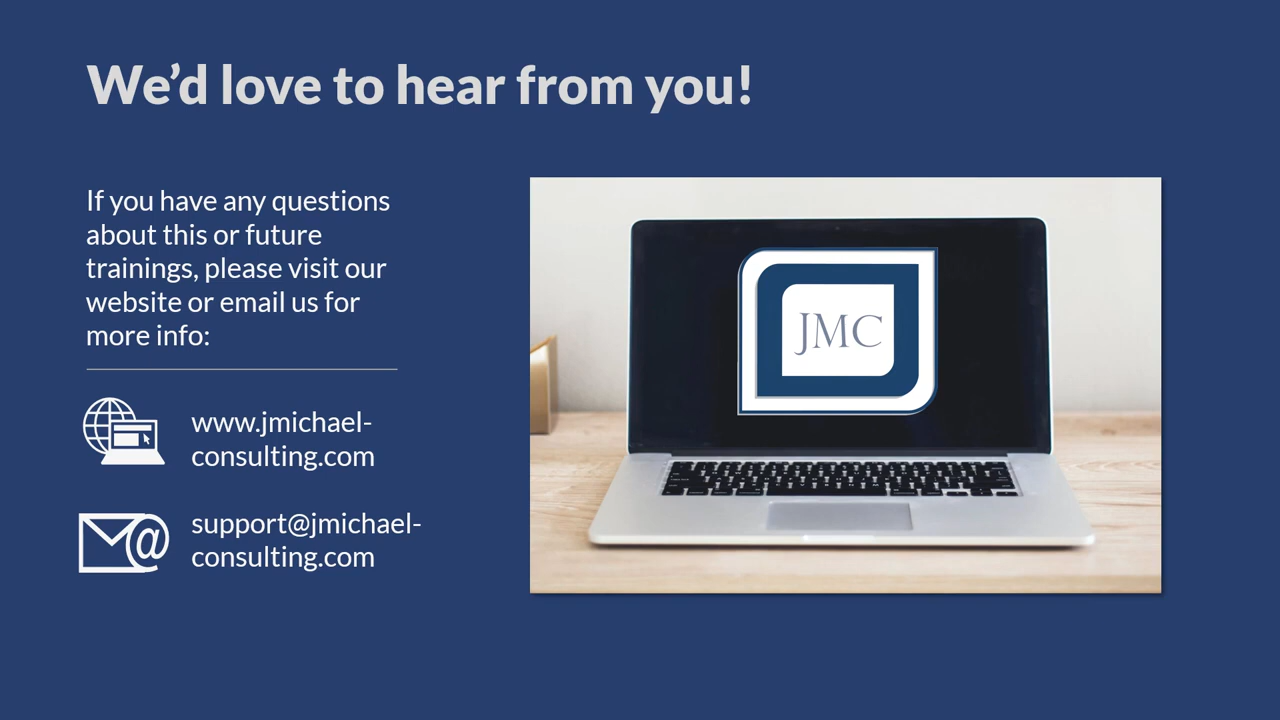 We’d love to hear from you!
If you have any questions
about this or future
trainings, please visit our
website or email us for
more info:
www.jmichael-
consulting.com
support@jmichael-
consulting.com
JMC